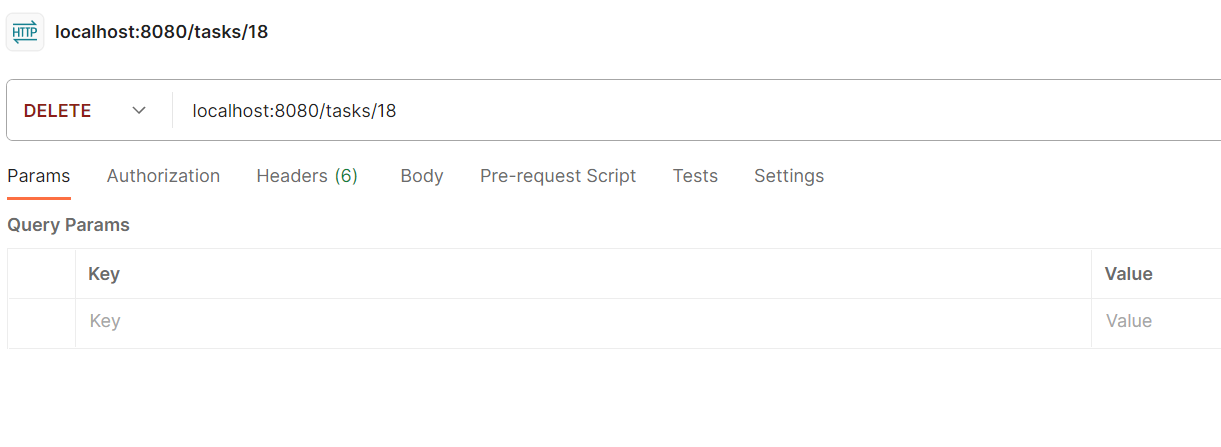 HTTP localhost:8080/tasks/18
DELETE localhost:8080/tasks/18
Params Authorization Headers (6) Body Pre-request Script Tests Settings
Query Params
Key Value
Key Value